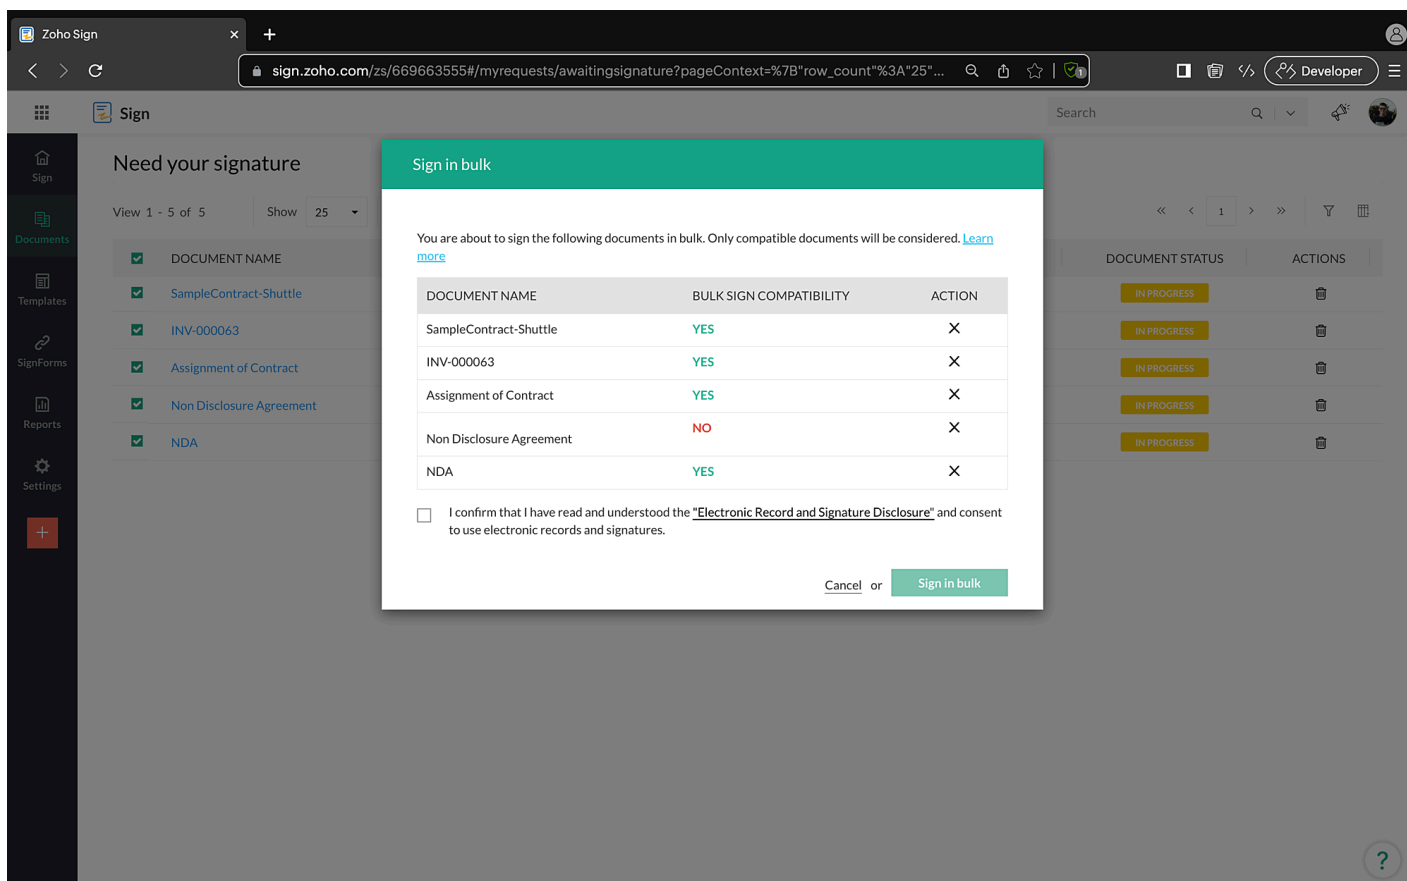 Zoho Sign
sign.zoho.com/zs/669663555#/myrequests/awaitingsignature?pageContext=%7B"row_count"%3A"25"...
1
Developer
Sign
Search
Sign
Documents
Templates
SignForms
Reports
Settings
Need your signature
View 1 - 5 of 5 Show 25
1
DOCUMENT NAME DOCUMENT STATUS ACTIONS
SampleContract-Shuttle IN PROGRESS
INV-000063 IN PROGRESS
Assignment of Contract IN PROGRESS
Non Disclosure Agreement IN PROGRESS
NDA IN PROGRESS
Sign in bulk
You are about to sign the following documents in bulk. Only compatible documents will be considered. Learn
more
DOCUMENT NAME BULK SIGN COMPATIBILITY ACTION
SampleContract-Shuttle YES
INV-000063 YES
Assignment of Contract YES
Non Disclosure Agreement NO
NDA YES
I confirm that I have read and understood the "Electronic Record and Signature Disclosure" and consent
to use electronic records and signatures.
Cancel or Sign in bulk
?